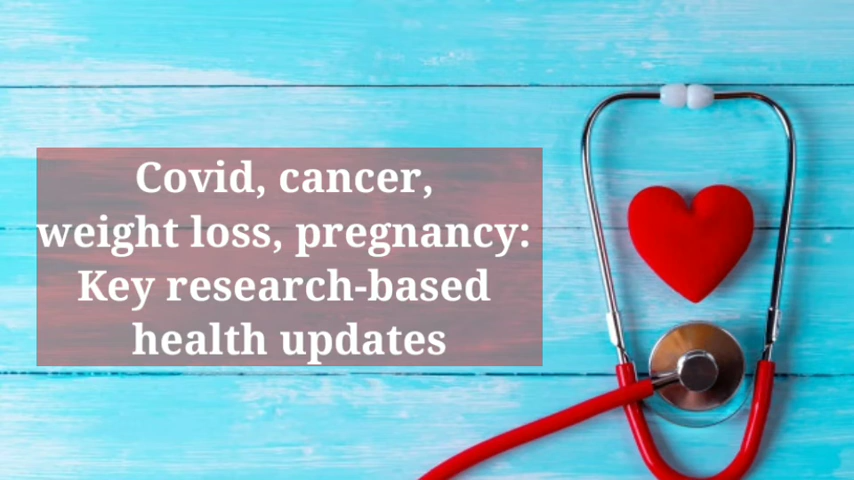 Covid, cancer,
weight loss, pregnancy:
Key research-based
health updates